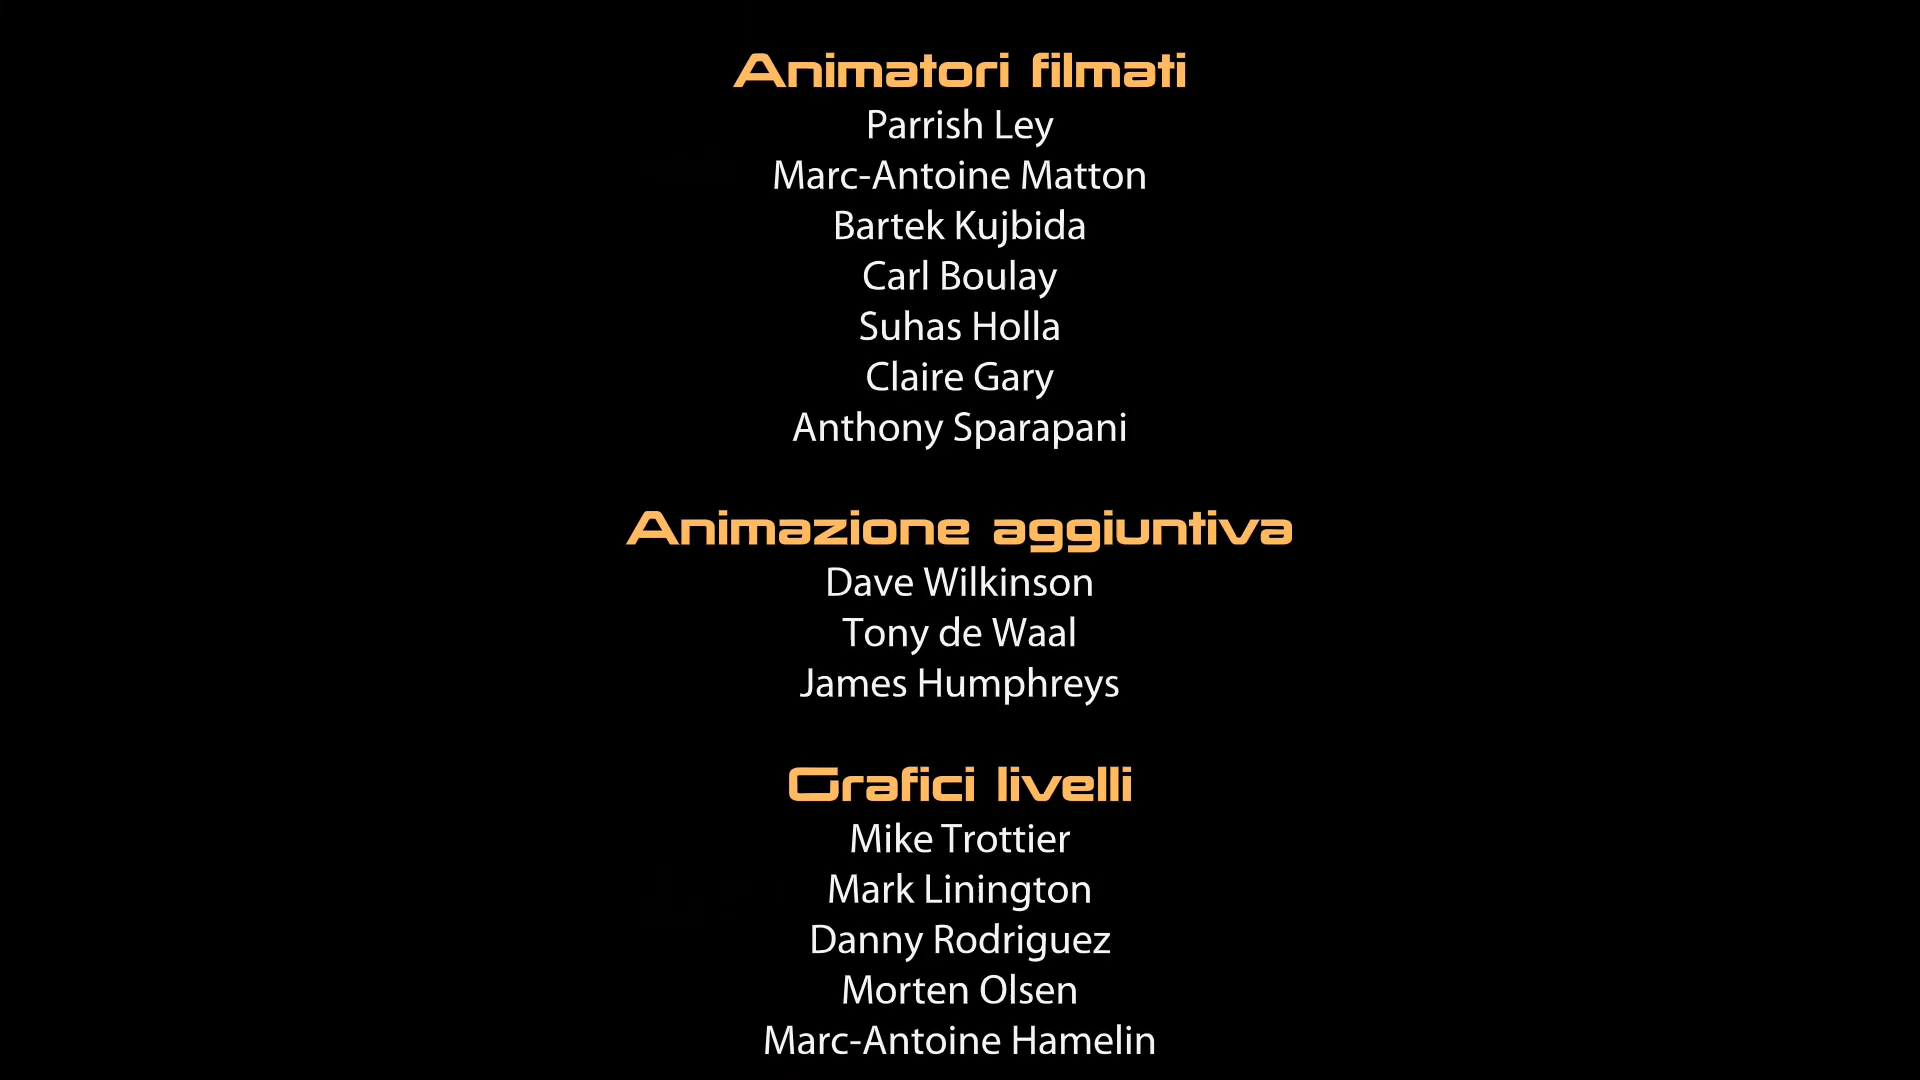 Animatori filmati
Parrish Ley
Marc-Antoine Matton
Bartek Kujbida
Carl Boulay
Suhas Holla
Claire Gary
Anthony Sparapani
Animazione aggiuntiva
Dave Wilkinson
Tony de Waal
James Humphreys
Grafici livelli
Mike Trottier
Mark Linington
Danny Rodriguez
Morten Olsen
Marc-Antoine Hamelin